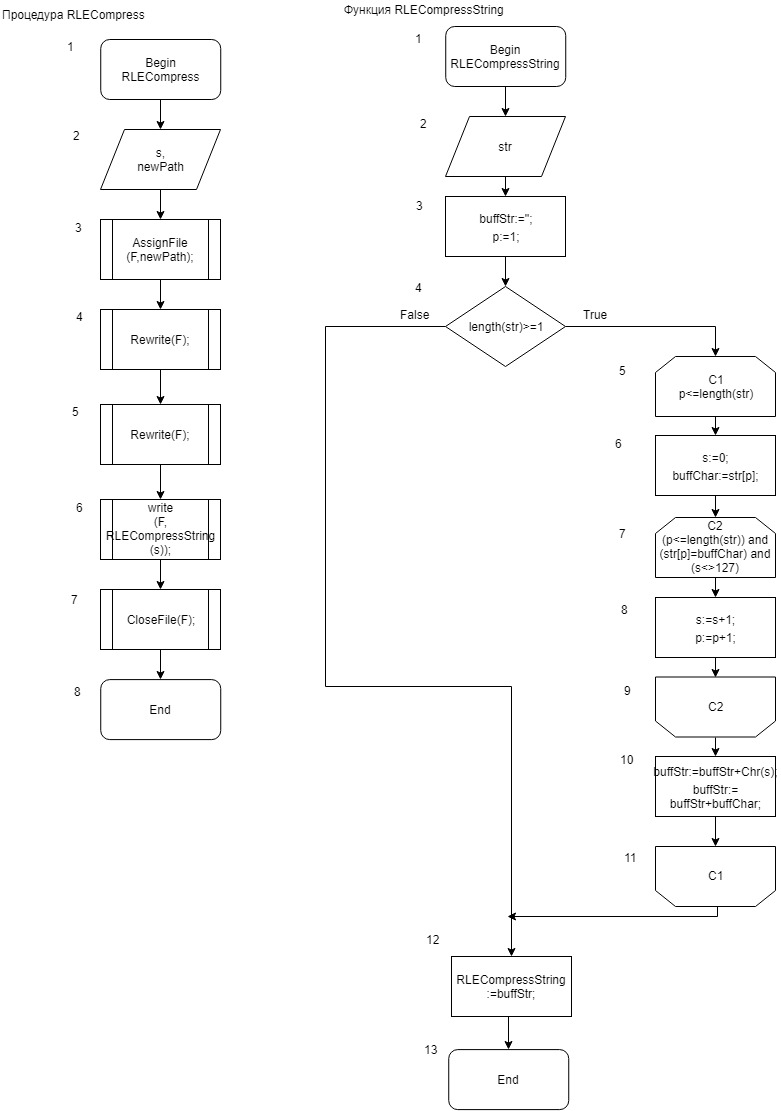 Процедура RLECompress
1
Begin
RLECompress
2
s,
newPath
3
AssignFile
(F,newPath);
4
Rewrite(F);
5
Rewrite(F);
6
write
(F,
RLECompressString
(s));
7
CloseFile(F);
8
End
Функция RLECompressString
1
Begin
RLECompressString
2
str
3
buffStr:='';
p:=1;
4
length(str)>=1
False
True
5
C1
p<=length(str)
6
s:=0;
buffChar:=str[p];
7
C2
(p<=length(str)) and
(str[p]=buffChar) and
(s<>127)
8
s:=s+1;
p:=p+1;
9
C2
10
buffStr:=buffStr+Chr(s);
buffStr:=
buffStr+buffChar;
11
C1
12
RLECompressString
:=buffStr;
13
End